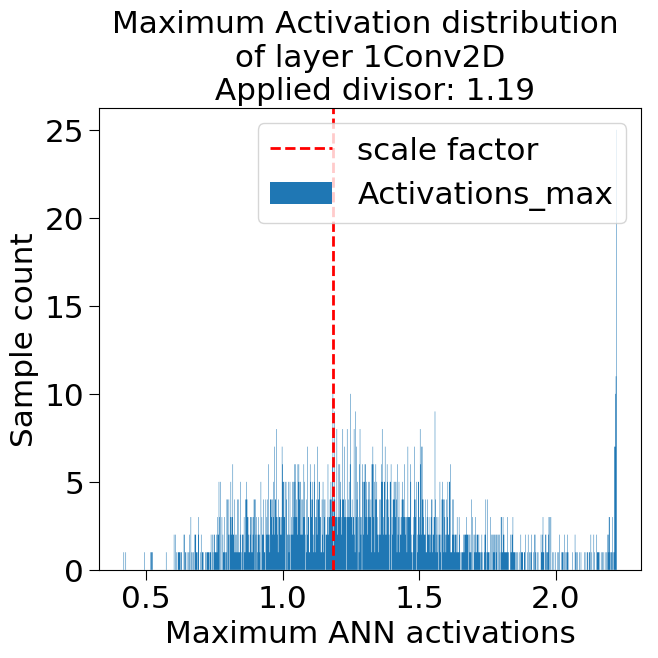 Maximum Activation distribution
of layer 1Conv2D
Applied divisor: 1.19
scale factor
Activations_max
25
20
15
10
5
0
Sample count
0.5 1.0 1.5 2.0
Maximum ANN activations